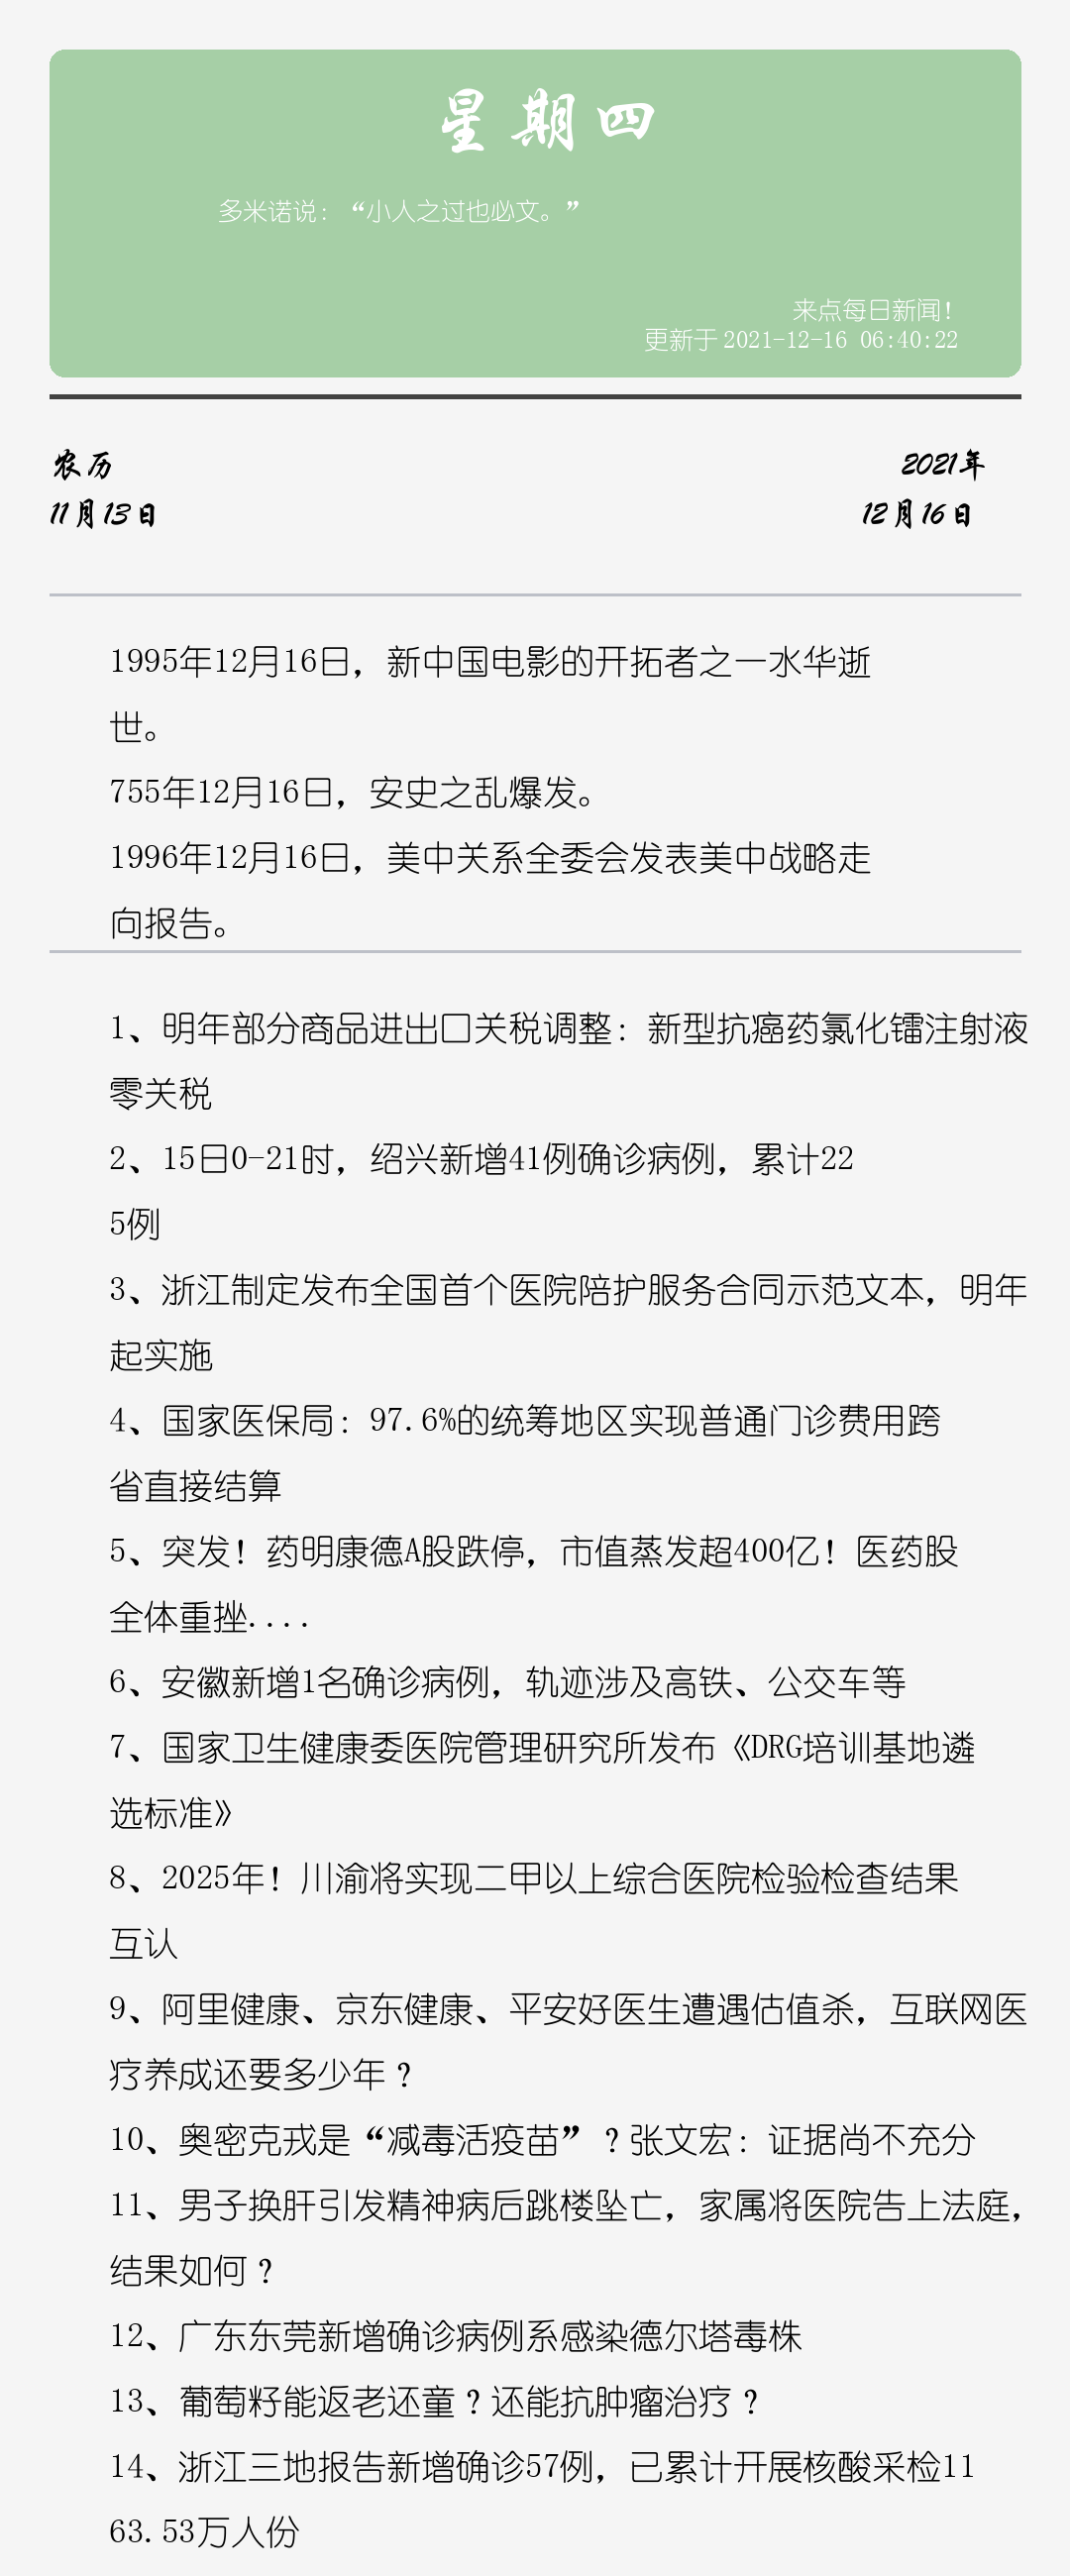 星期四
多米诺说：“小人之过也必文。”
来点每日新闻！
更新于 2021-12-16 06:40:22
农历
2021年
11月13日
12月16日
1995年12月16日，新中国电影的开拓者之一水华逝
世。
755年12月16日，安史之乱爆发。
1996年12月16日，美中关系全委会发表美中战略走
向报告。
1、明年部分商品进出口关税调整：新型抗癌药氯化镭注射液
零关税
2、15日0-21时，绍兴新增41例确诊病例，累计22
5例
3、浙江制定发布全国首个医院陪护服务合同示范文本，明年
起实施
4、国家医保局：97.6%的统筹地区实现普通门诊费用跨
省直接结算
5、突发！药明康德A股跌停，市值蒸发超400亿！医药股
全体重挫....
6、安徽新增1名确诊病例，轨迹涉及高铁、公交车等
7、国家卫生健康委医院管理研究所发布《DRG培训基地遴
选标准》
8、2025年！川渝将实现二甲以上综合医院检验检查结果
互认
9、阿里健康、京东健康、平安好医生遭遇估值杀，互联网医
疗养成还要多少年？
10、奥密克戎是“减毒活疫苗”？张文宏：证据尚不充分
11、男子换肝引发精神病后跳楼坠亡，家属将医院告上法庭，
结果如何？
12、广东东莞新增确诊病例系感染德尔塔毒株
13、葡萄籽能返老还童？还能抗肿瘤治疗？
14、浙江三地报告新增确诊57例，已累计开展核酸采检11
63.53万人份